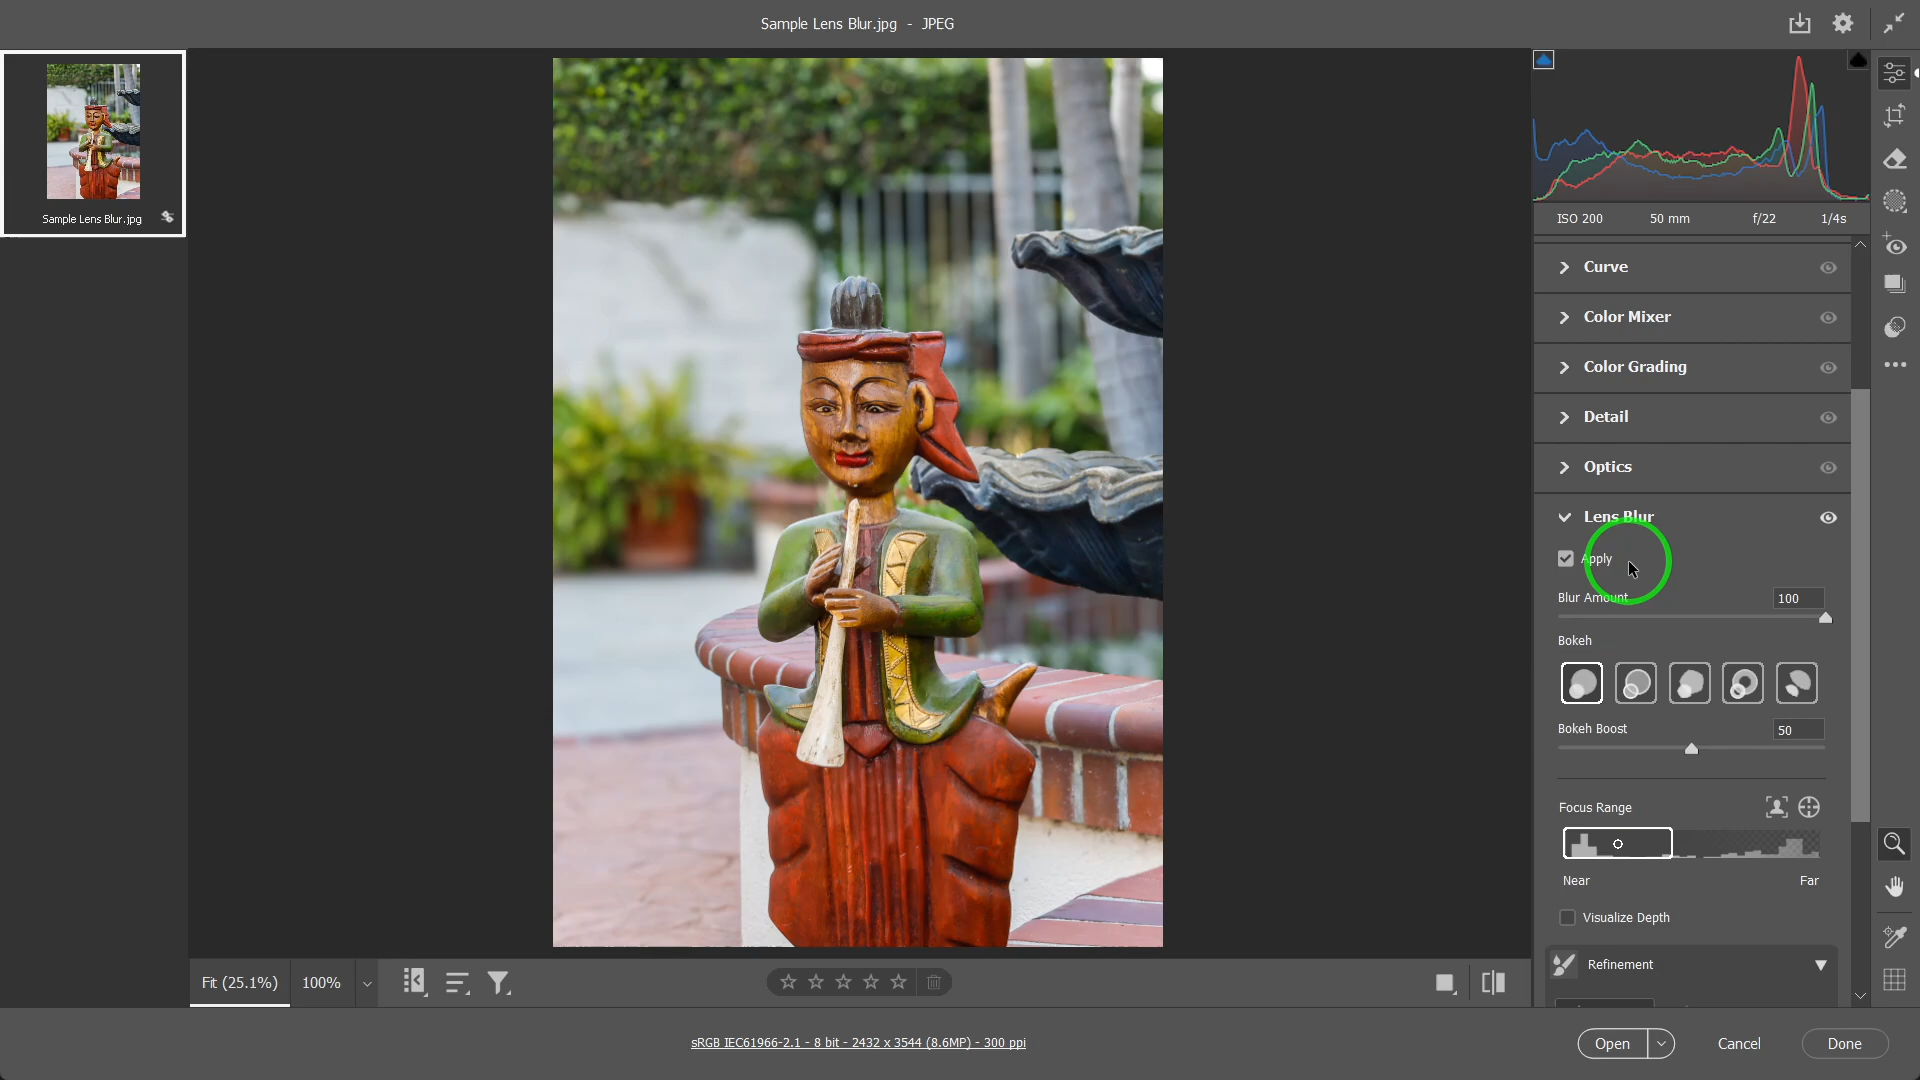 Sample Lens Blur.jpg - JPEG
Sample Lens Blur.jpg
ISO 200 50 mm f/22 1/4s
Curve
Color Mixer
Color Grading
Detail
Optics
Lens Blur
Apply
Blur Amount 100
Bokeh
Bokeh Boost 50
Focus Range
Near Far
Visualize Depth
Refinement
Fit (25.1%) 100%
sRGB IEC61966-2.1 - 8 bit - 2432 x 3544 (8.6MP) - 300 ppi
Open Cancel Done